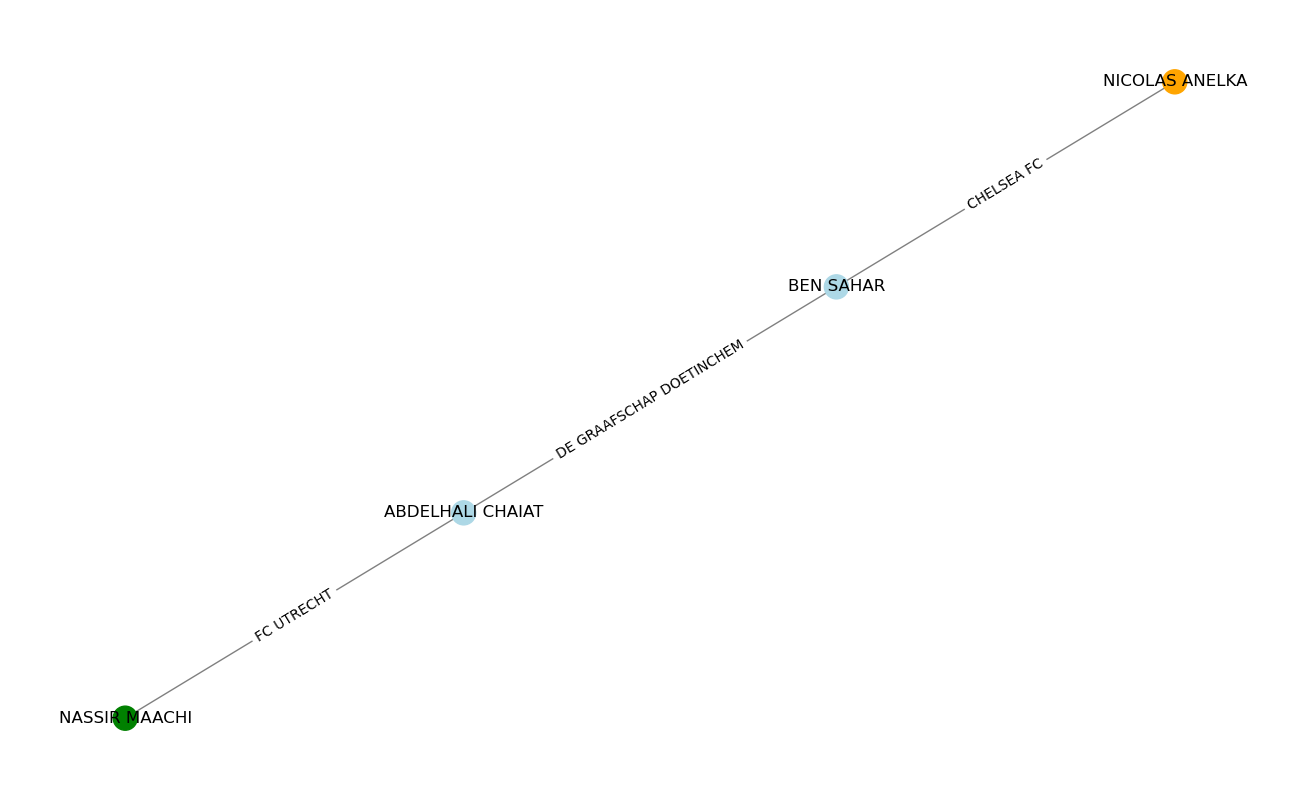 NICOLAS ANELKA
CHELSEA FC
BEN SAHAR
DE GRAAFSCHAP DOETINCHEM
ABDELHALI CHAIAT
FC UTRECHT
NASSIR MAACHI